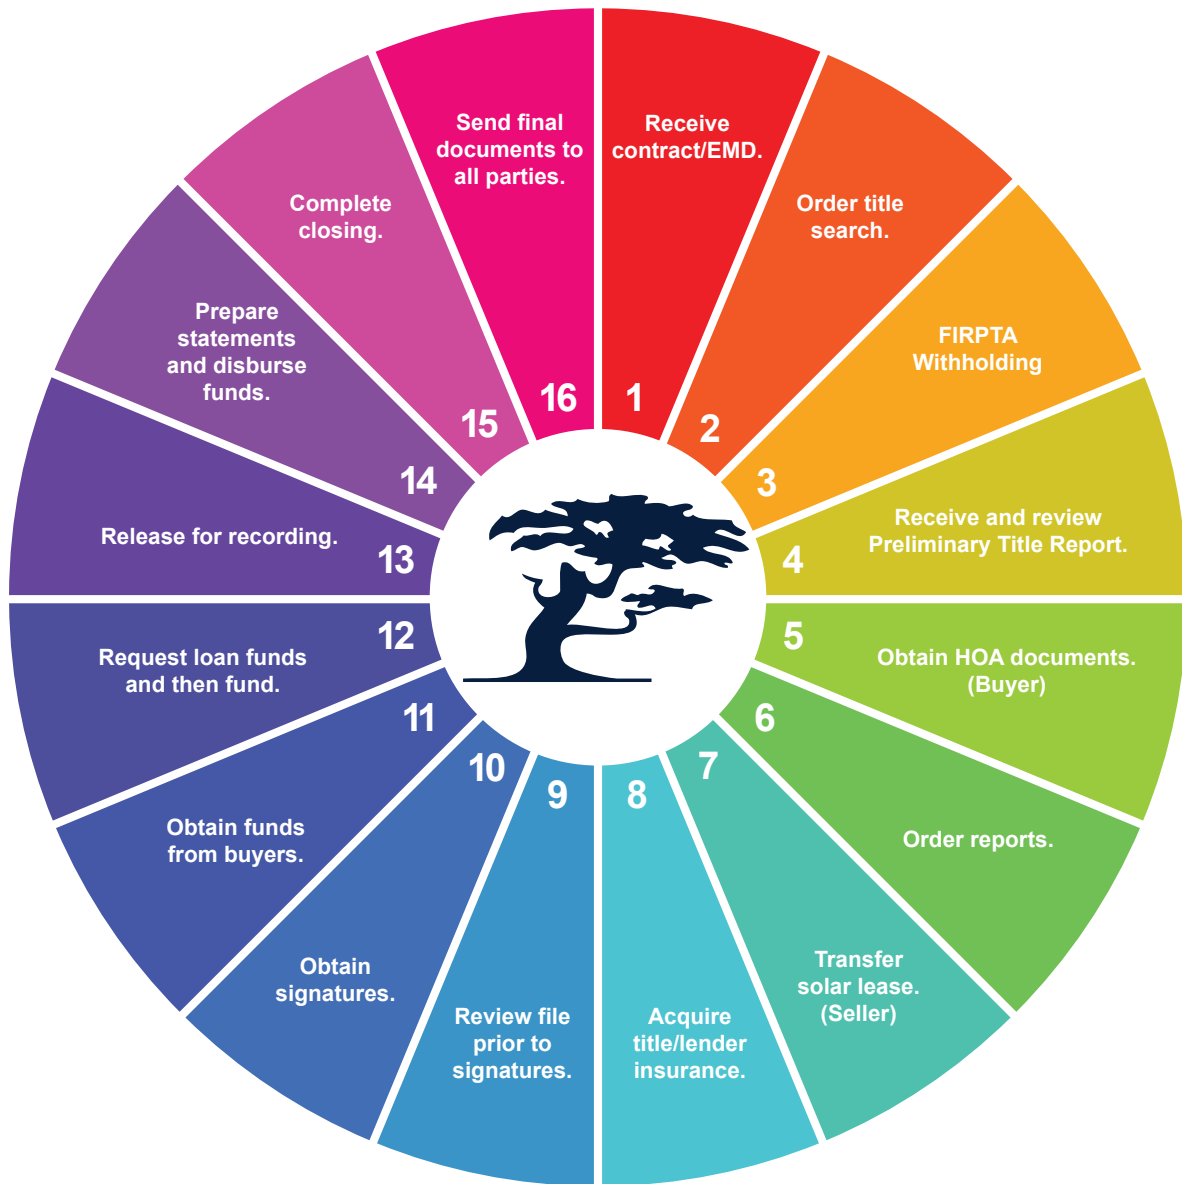 Receive
contract/EMD.
1
Order title
search.
2
FIRPTA
Withholding
3
Receive and review
Preliminary Title Report.
4
Obtain HOA documents.
(Buyer)
5
Order reports.
6
Transfer
solar lease.
(Seller)
7
Acquire
title/lender
insurance.
8
Review file
prior to
signatures.
9
Obtain
signatures.
10
Obtain funds
from buyers.
11
Request loan funds
and then fund.
12
Release for recording.
13
Prepare
statements
and disburse
funds.
14
Complete
closing.
15
Send final
documents to
all parties.
16